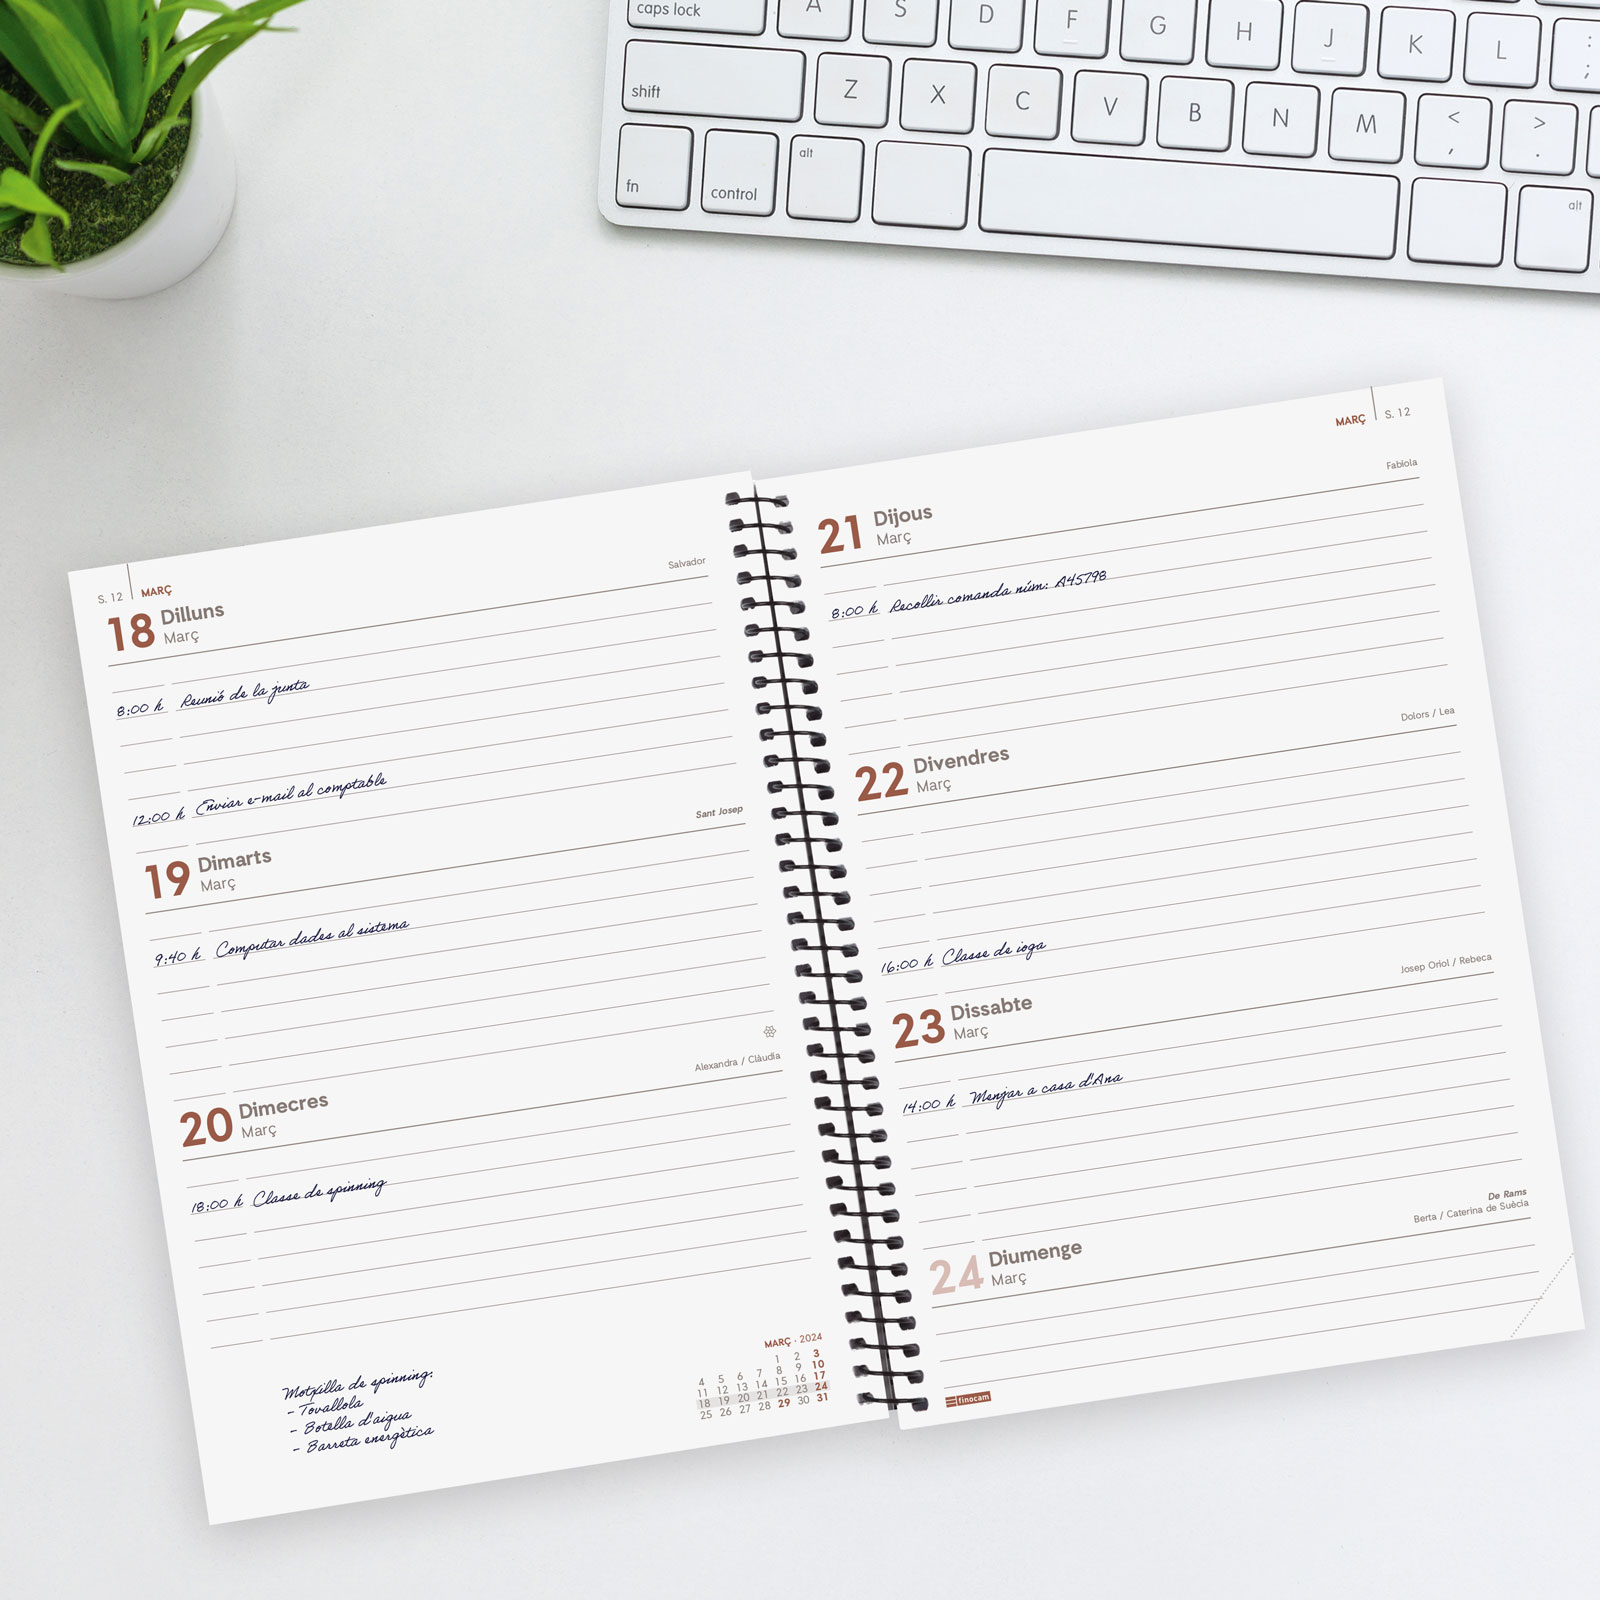 caps lock
A
S
D
F
G
H
J
K
L
:
;
shift
Z
X
C
V
B
N
M
<
,
>
.
fn
control
alt
alt
S. 12 MARÇ
Salvador
18 Dilluns
Març
8:00 h Reunió de la junta
12:00 h Enviar e-mail al comptable
Sant Josep
19 Dimarts
Març
9:40 h Computar dades al sistema
Alexandra / Clàudia
20 Dimecres
Març
18:00 h Classe de spinning
Motxilla de spinning:
- Tovallola
- Botella d'aigua
- Barreta energètica
MARÇ · 2024
1 2 3
4 5 6 7 8 9 10
11 12 13 14 15 16 17
18 19 20 21 22 23 24
25 26 27 28 29 30 31
MARÇ S. 12
Fabiola
21 Dijous
Març
8:00 h Recollir comanda núm: A45798
Dolors / Lea
22 Divendres
Març
16:00 h Classe de ioga
Josep Oriol / Rebeca
23 Dissabte
Març
14:00 h Menjar a casa d'Ana
De Rams
Berta / Caterina de Suècia
24 Diumenge
Març
finocam